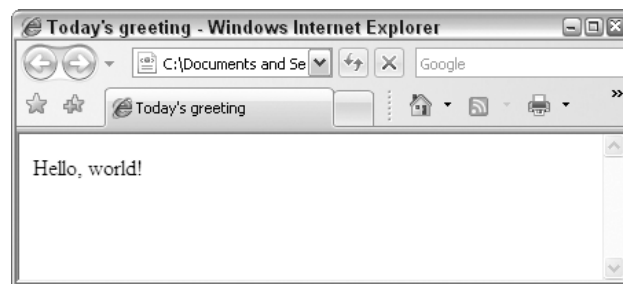 Today's greeting - Windows Internet Explorer
C:\Documents and Se Google
Today's greeting »
Hello, world!